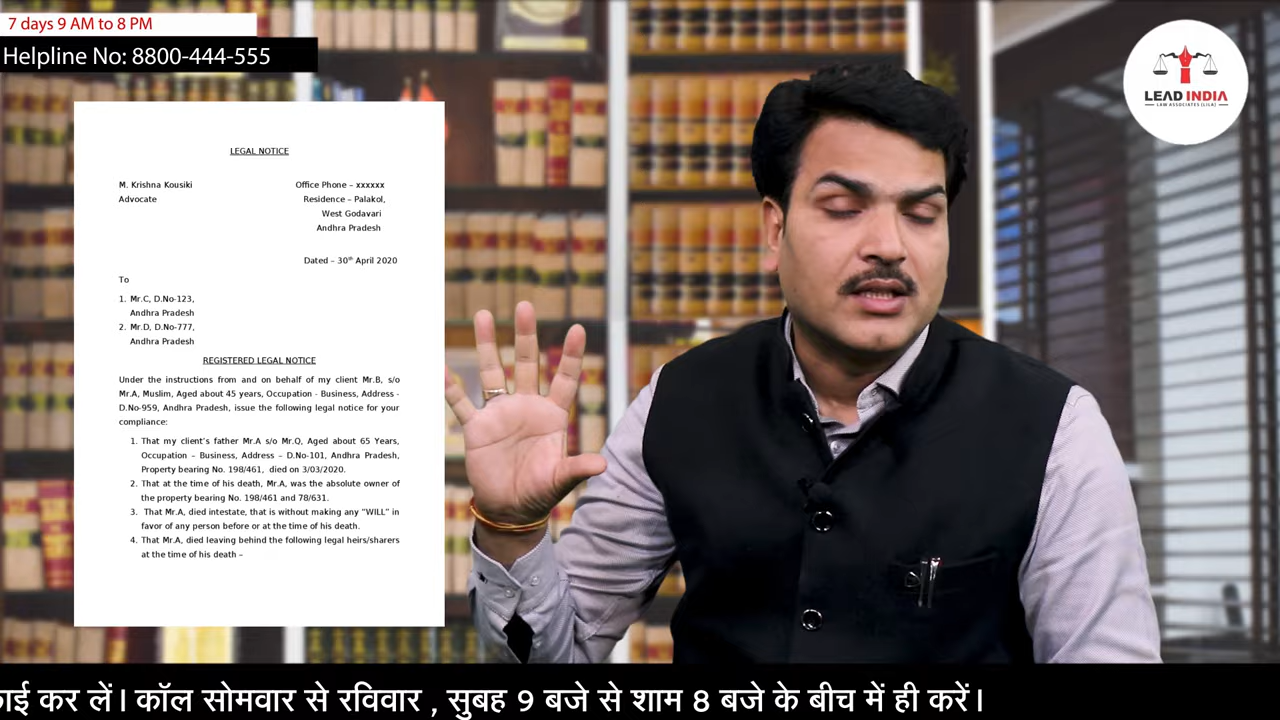 7 days 9 AM to 8 PM
Helpline No: 8800-444-555
LEAD INDIA
LAW ASSOCIATES (LILA)
LEGAL NOTICE
M. Krishna Kousiki Office Phone – xxxxxx
Advocate Residence – Palakol,
West Godavari
Andhra Pradesh
Dated – 30th April 2020
To
1. Mr.C, D.No-123,
Andhra Pradesh
2. Mr.D, D.No-777,
Andhra Pradesh
REGISTERED LEGAL NOTICE
Under the instructions from and on behalf of my client Mr.B, s/o
Mr.A, Muslim, Aged about 45 years, Occupation - Business, Address -
D.No-959, Andhra Pradesh, issue the following legal notice for your
compliance:
1. That my client's father Mr.A s/o Mr.Q, Aged about 65 Years,
Occupation – Business, Address – D.No-101, Andhra Pradesh,
Property bearing No. 198/461, died on 3/03/2020.
2. That at the time of his death, Mr.A, was the absolute owner of
the property bearing No. 198/461 and 78/631.
3. That Mr.A, died intestate, that is without making any "WILL" in
favor of any person before or at the time of his death.
4. That Mr.A, died leaving behind the following legal heirs/sharers
at the time of his death –
कर लें। कॉल सोमवार से रविवार , सुबह 9 बजे से शाम 8 बजे के बीच में ही करें।